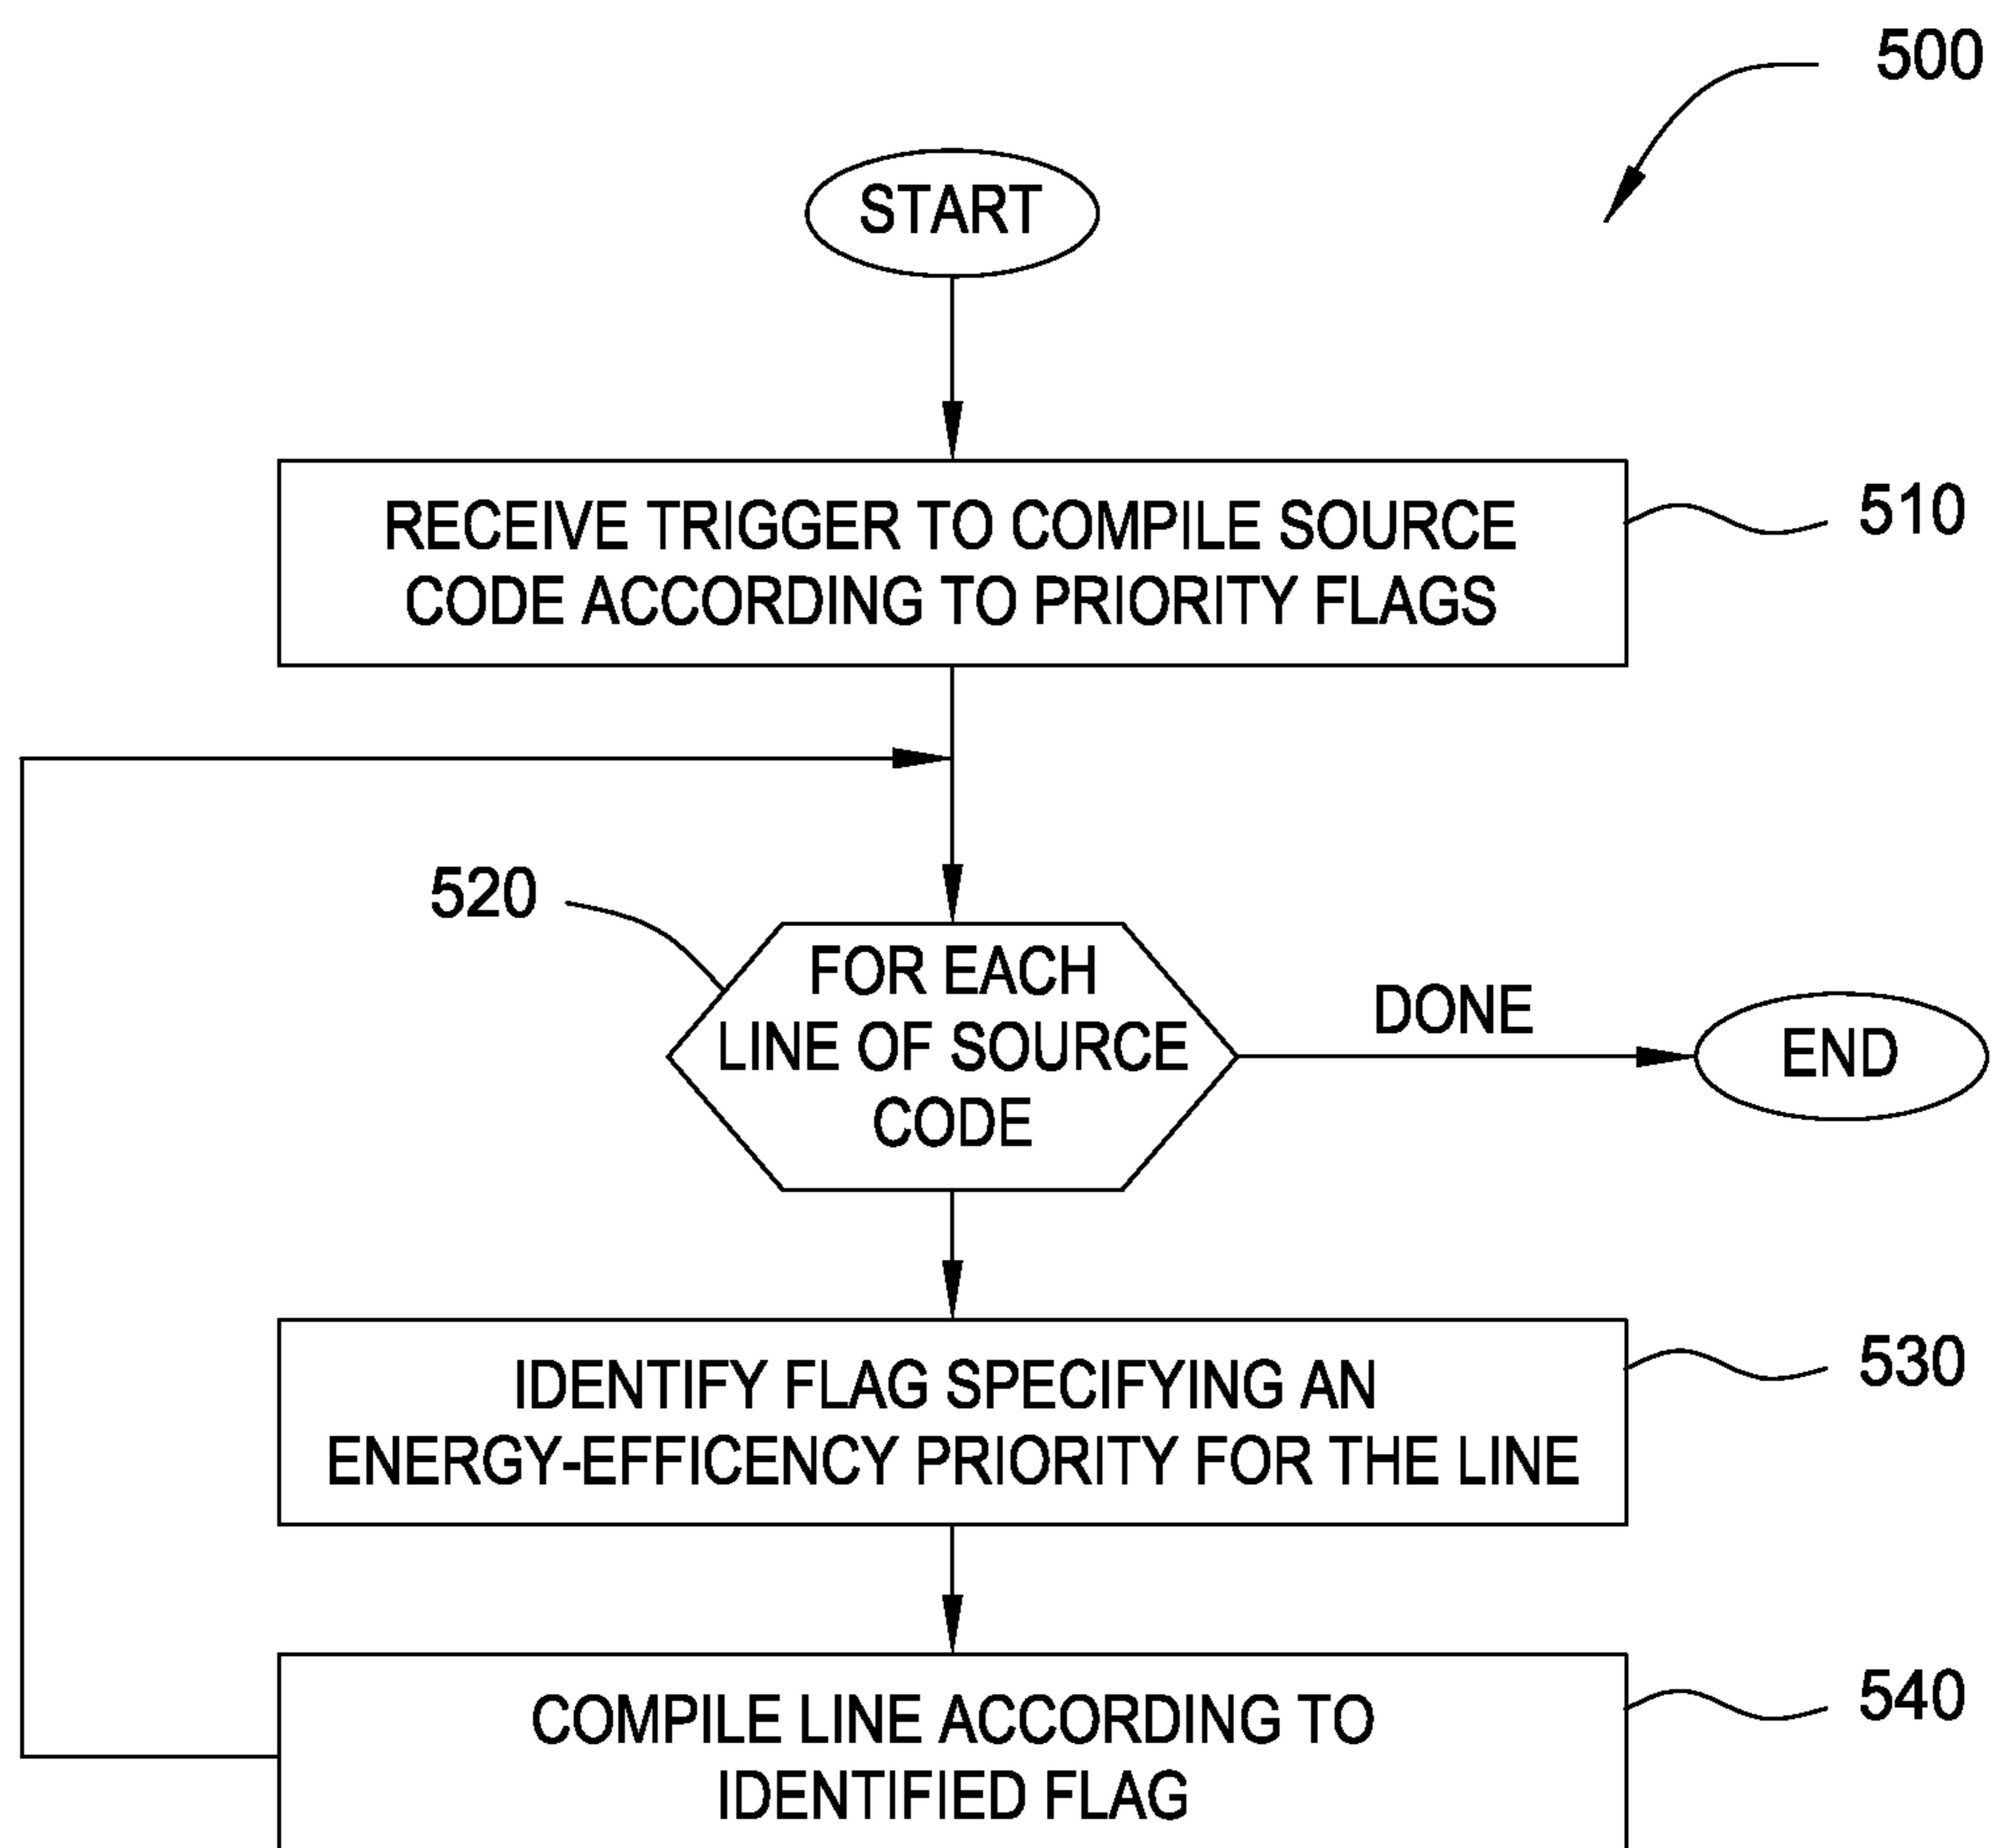 500
START
RECEIVE TRIGGER TO COMPILE SOURCE
CODE ACCORDING TO PRIORITY FLAGS
510
520
FOR EACH
LINE OF SOURCE
CODE
DONE
END
IDENTIFY FLAG SPECIFYING AN
ENERGY-EFFICENCY PRIORITY FOR THE LINE
530
COMPILE LINE ACCORDING TO
IDENTIFIED FLAG
540